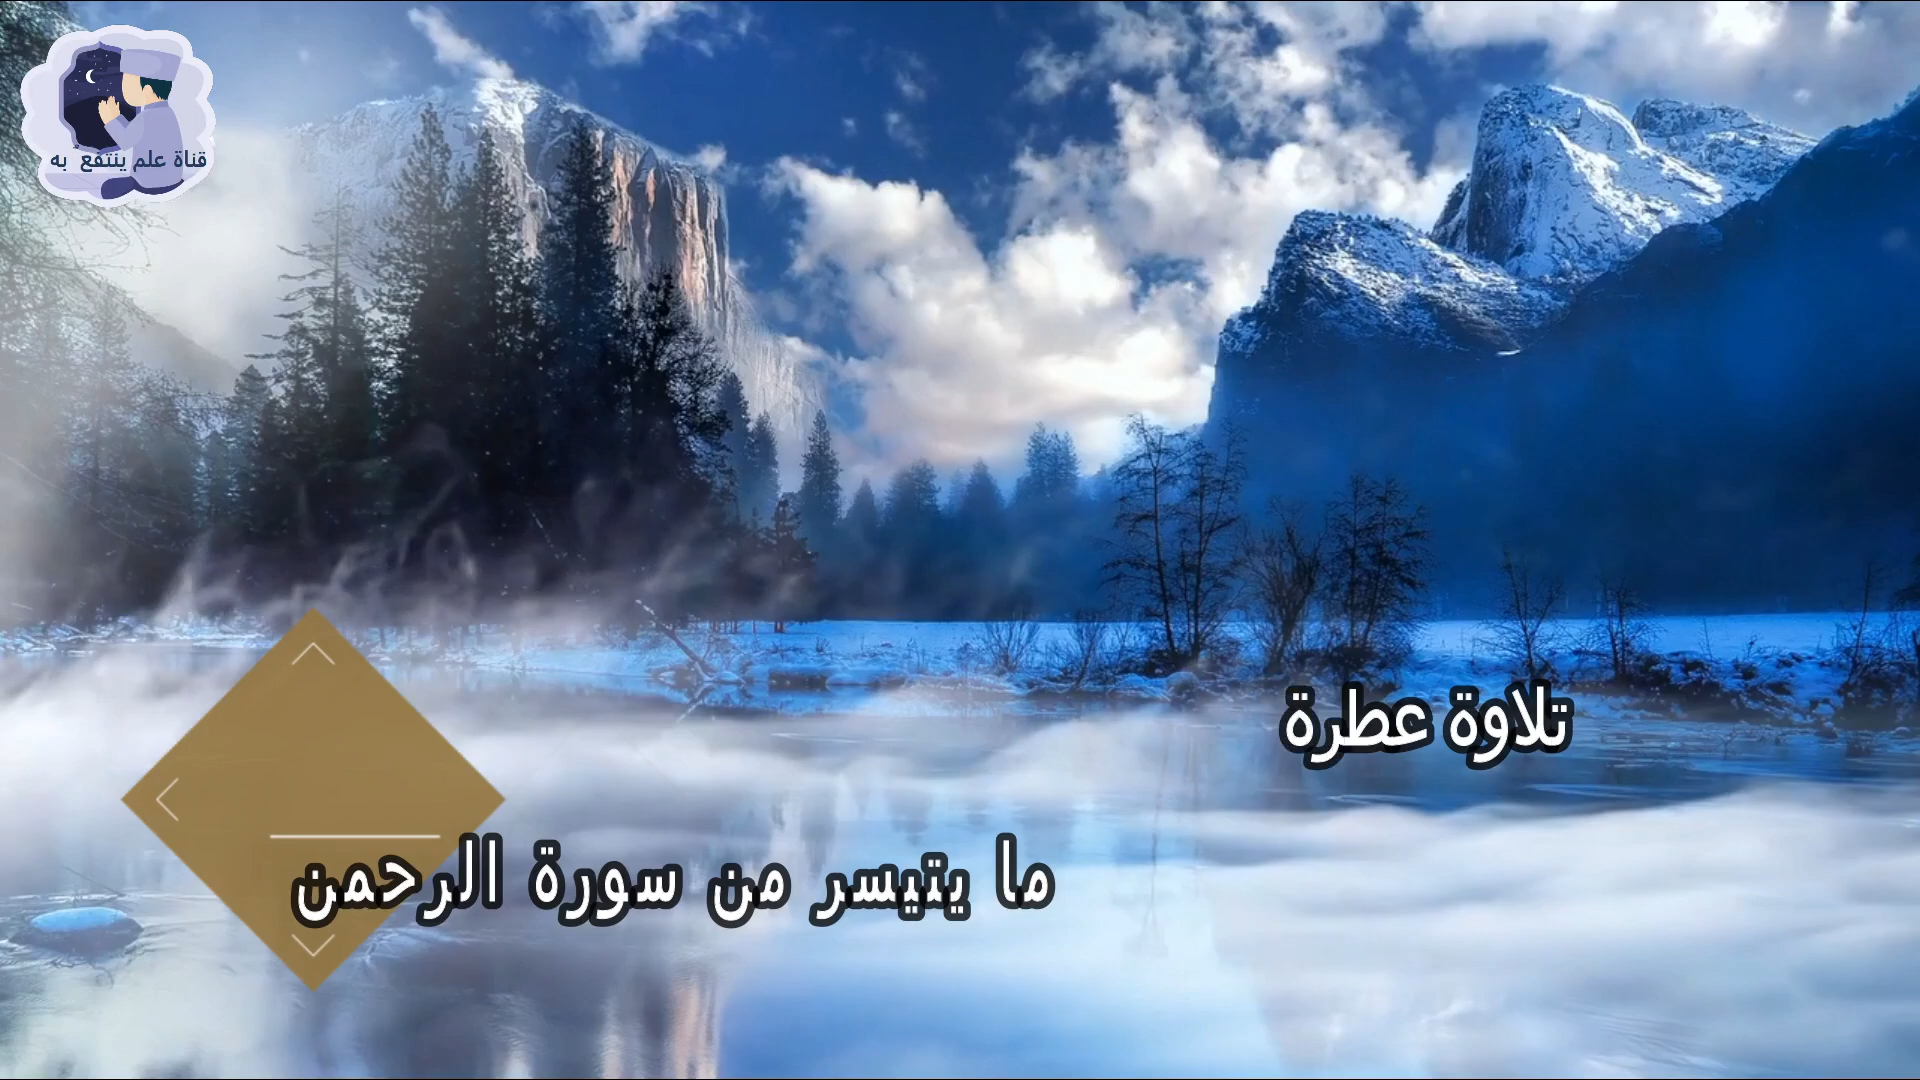 قناة علم ينتفع به
تلاوة عطرة
ما يتيسر من سورة الرحمن